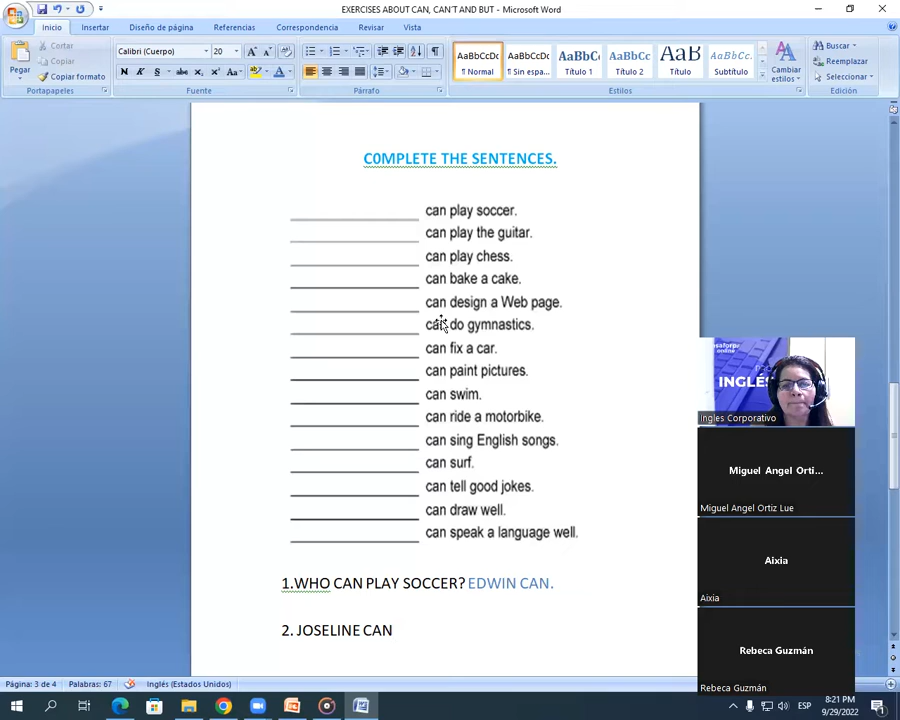 EXERCISES ABOUT CAN, CAN'T AND BUT - Microsoft Word
Inicio Insertar Diseño de página Referencias Correspondencia Revisar Vista
Pegar
Cortar
Copiar
Copiar formato
Portapapeles
Calibri (Cuerpo) 20
Fuente
Párrafo
AaBbCcDc AaBbCcDc AaBbCc AaBbCc AaB AaBbCc.
¶ Normal ¶ Sin espa... Título 1 Título 2 Título Subtítulo
Cambiar estilos
Estilos
Buscar
Reemplazar
Seleccionar
Edición
C0MPLETE THE SENTENCES.
can play soccer.
can play the guitar.
can play chess.
can bake a cake.
can design a Web page.
can do gymnastics.
can fix a car.
can paint pictures.
can swim.
can ride a motorbike.
can sing English songs.
can surf.
can tell good jokes.
can draw well.
can speak a language well.
1.WHO CAN PLAY SOCCER? EDWIN CAN.
2. JOSELINE CAN
INGLÉS
Ingles Corporativo
Miguel Angel Orti...
Miguel Angel Ortiz Lue
Aixia
Aixia
Rebeca Guzmán
Rebeca Guzmán
Página: 3 de 4 Palabras: 67 Inglés (Estados Unidos)
ESP
8:21 PM
9/29/2022